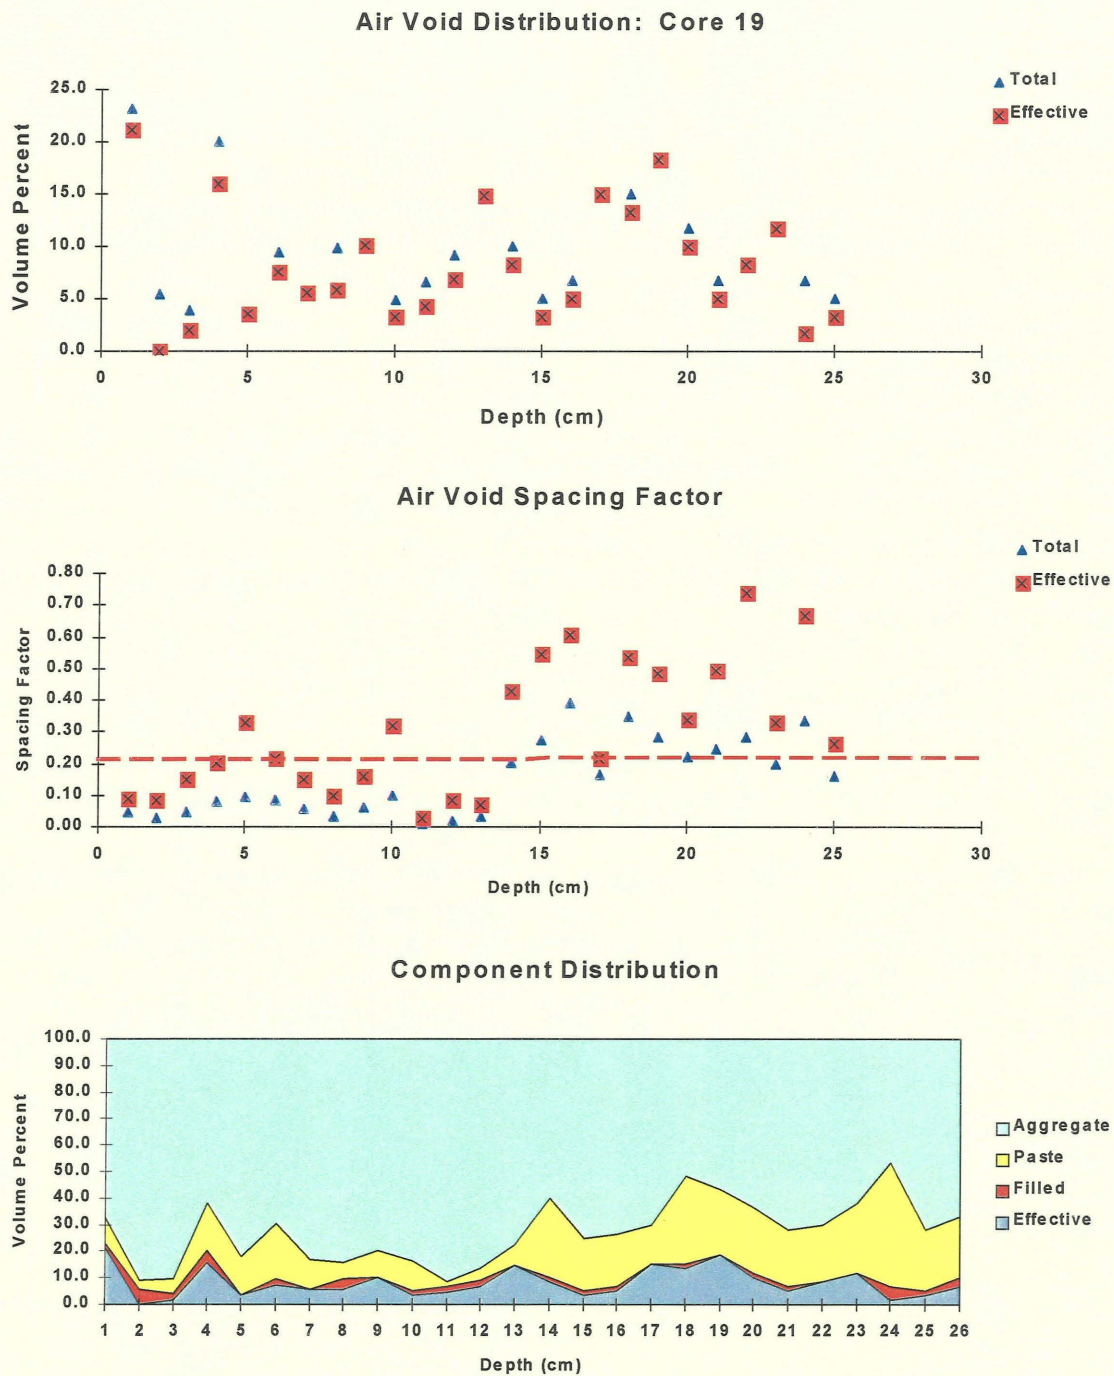 Air Void Distribution: Core 19
25.0
20.0
15.0
10.0
5.0
0.0
Volume Percent
0 5 10 15 20 25 30
Depth (cm)
Total
Effective
Air Void Spacing Factor
0.80
0.70
0.60
0.50
0.40
0.30
0.20
0.10
0.00
Spacing Factor
0 5 10 15 20 25 30
Depth (cm)
Total
Effective
Component Distribution
100.0
90.0
80.0
70.0
60.0
50.0
40.0
30.0
20.0
10.0
0.0
Volume Percent
1 2 3 4 5 6 7 8 9 10 11 12 13 14 15 16 17 18 19 20 21 22 23 24 25 26
Depth (cm)
Aggregate
Paste
Filled
Effective